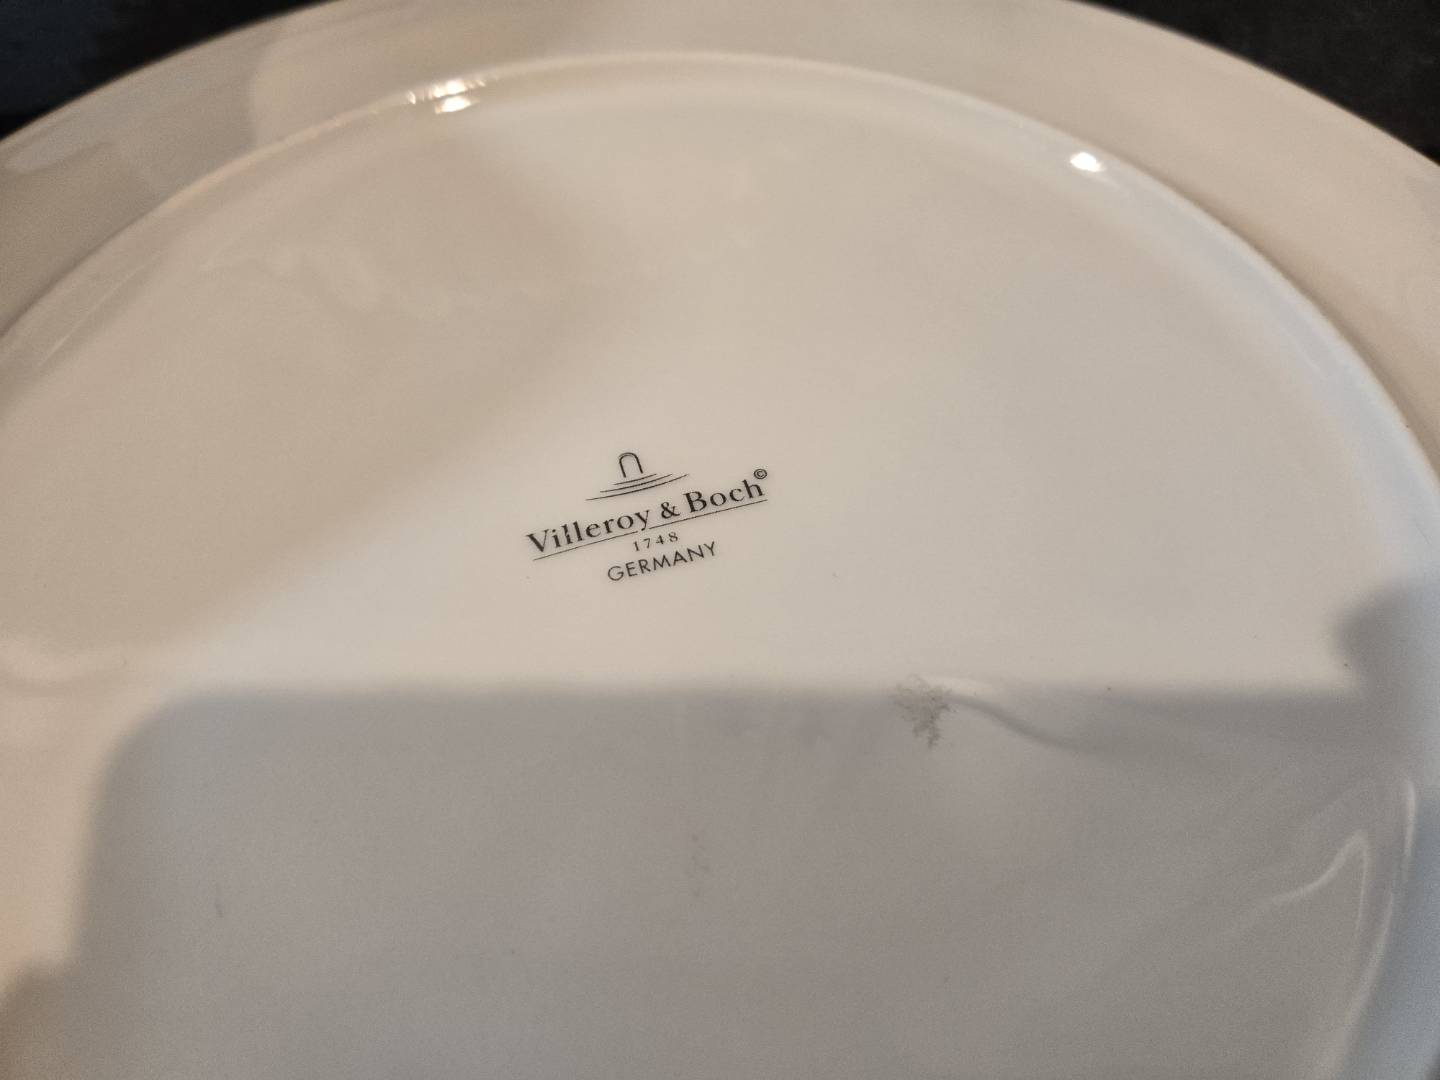 Villeroy & Boch©
1748
GERMANY